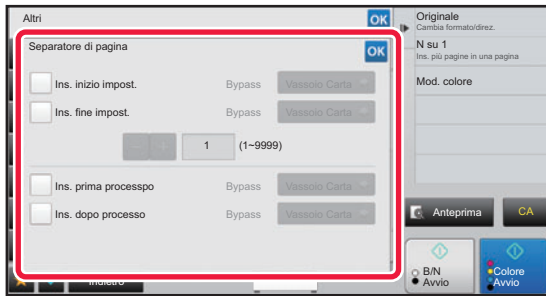 Altri
OK
Separatore di pagina
OK
Ins. inizio impost.
Bypass
Vassoio Carta
Ins. fine impost.
Bypass
Vassoio Carta
1
(1~9999)
Ins. prima processpo
Bypass
Vassoio Carta
Ins. dopo processo
Bypass
Vassoio Carta
Indietro
Originale
Cambia formato/direz.
N su 1
Ins. più pagine in una pagina
Mod. colore
Anteprima
CA
B/N
Avvio
Colore
Avvio